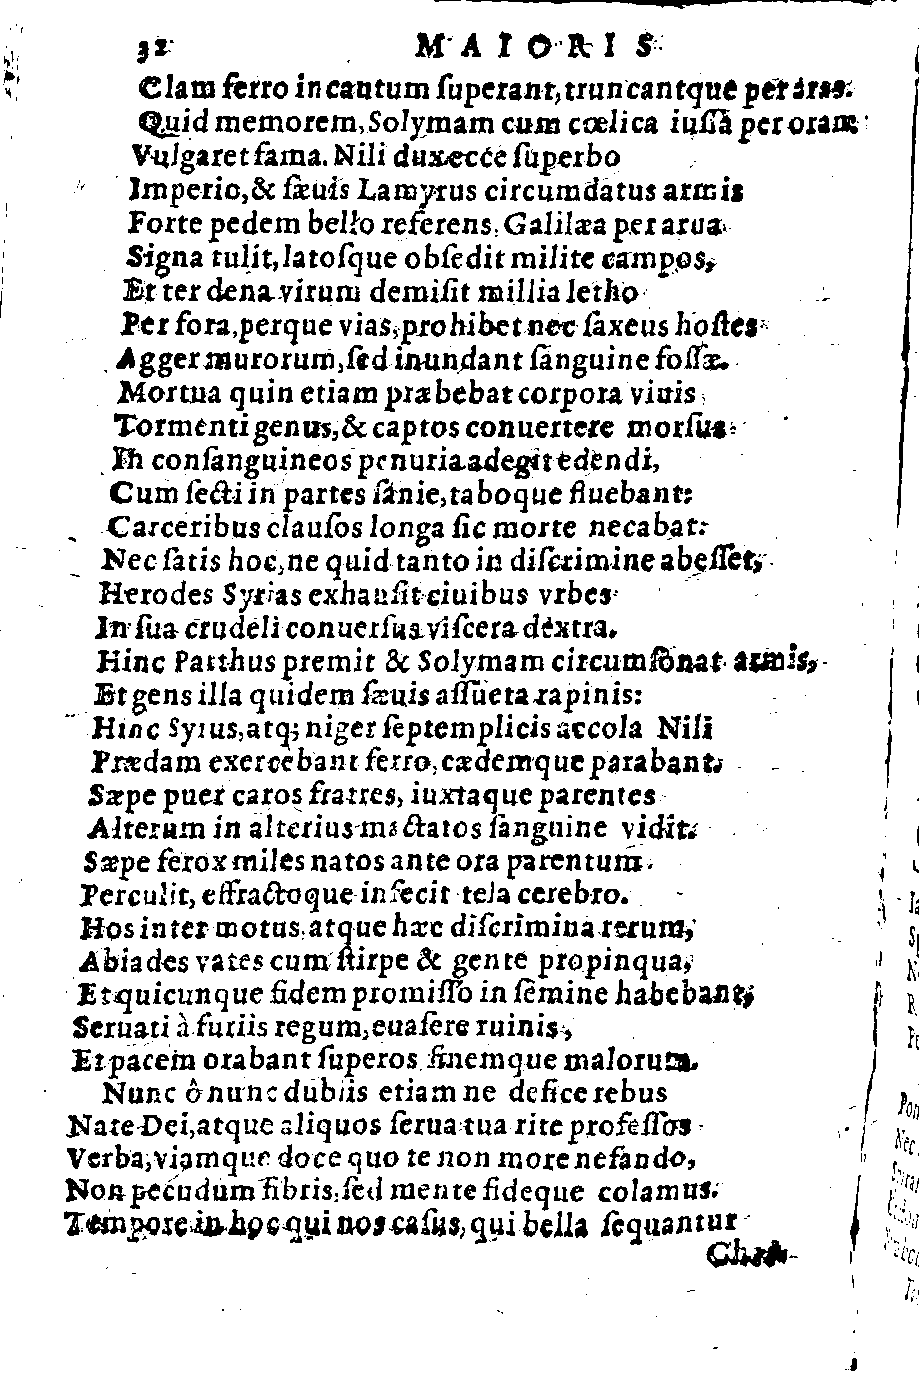 32 MAIORIS
Clam ferro incautum ſuperant, truncantque per aras.
Quid memorem, Solymam cum cœlica iuſſa per oram
Vulgaret fama. Nili dux ecce ſuperbo
Imperio, & ſæuis Lamyrus circumdatus armis
Forte pedem bello referens, Galilæa per arua
Signa tulit, latoſque obſedit milite campos,
Et ter dena virum demiſit millia letho
Per fora, perque vias, prohibet nec ſaxeus hoſtes
Agger murorum, ſed inundant ſanguine foſſæ.
Mortua quin etiam præbebat corpora viuis,
Tormenti genus, & captos conuertere morſus
In conſanguineos penuria adegit edendi,
Cum ſecti in partes ſanie, taboque fluebant:
Carceribus clauſos longa ſic morte necabat:
Nec ſatis hoc, ne quid tanto in diſcrimine abeſſet,
Herodes Syrias exhauſit ciuibus vrbes
In ſua crudeli conuerſus viſcera dextra.
Hinc Parthus premit & Solymam circumſonat armis,
Et gens illa quidem ſæuis aſſueta rapinis:
Hinc Syrus, atq; niger ſeptemplicis accola Nili
Prædam exercebant ferro, cædemque parabant.
Sæpe puer caros fratres, iuxtaque parentes
Alterum in alterius mactatos ſanguine vidit.
Sæpe ferox miles natos ante ora parentum
Perculit, effractoque infecit tela cerebro.
Hos inter motus, atque hæc diſcrimina rerum,
Abiades vates cum ſtirpe & gente propinqua,
Et quicunque fidem promiſſo in ſemine habebant,
Seruati à furiis regum, euaſere ruinis,
Et pacem orabant ſuperos finemque malorum.
Nunc ô nunc dubiis etiam ne defice rebus
Nate Dei, atque aliquos ſerua tua rite profeſſos
Verba, viamque doce quo te non more nefando,
Non pecudum fibris, ſed mente fideque colamus.
Tempore in hoc qui nos caſus, qui bella ſequantur